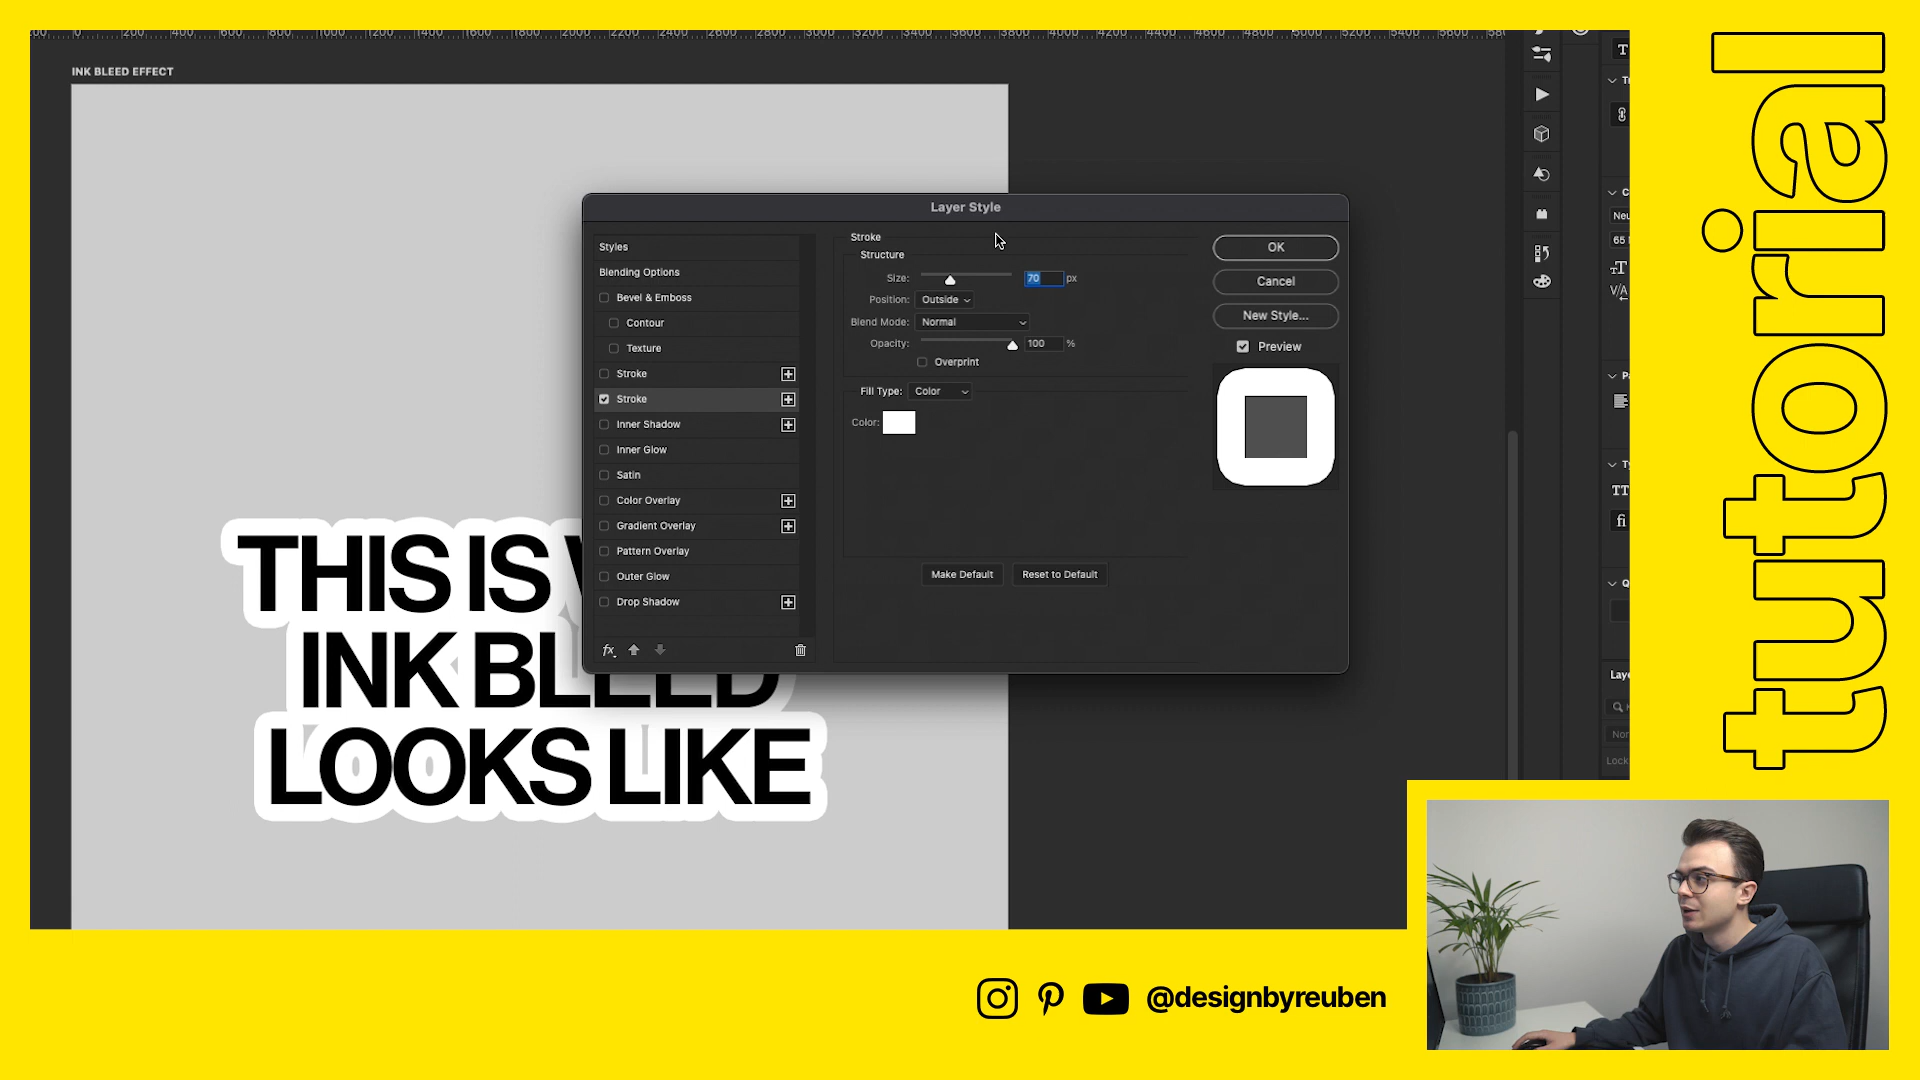 INK BLEED EFFECT
Layer Style
Styles
Blending Options
Bevel & Emboss
Contour
Texture
Stroke
Stroke
Inner Shadow
Inner Glow
Satin
Color Overlay
Gradient Overlay
Pattern Overlay
Outer Glow
Drop Shadow
fx
Stroke
Structure
Size: 70 px
Position: Outside
Blend Mode: Normal
Opacity: 100 %
Overprint
Fill Type: Color
Color:
Make Default
Reset to Default
OK
Cancel
New Style...
Preview
THIS IS
INK BLEED
LOOKS LIKE
tutorial
@designbyreuben